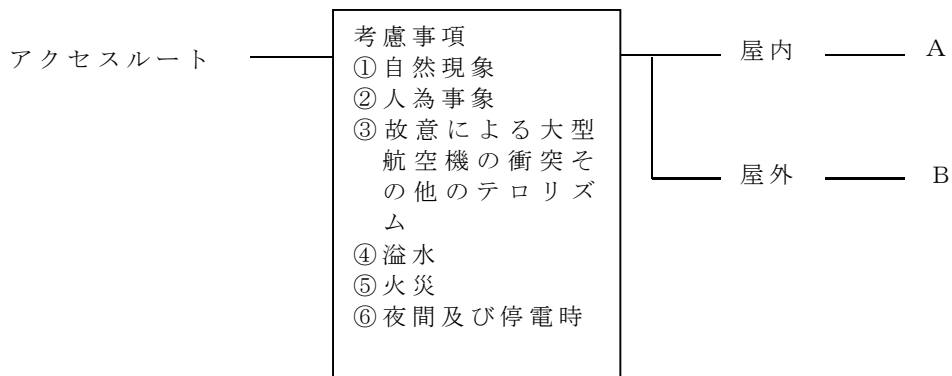 アクセスルート
考慮事項
①自然現象
②人為事象
③故意による大型
航空機の衝突そ
の他のテロリズ
ム
④溢水
⑤火災
⑥夜間及び停電時
屋内
A
屋外
B